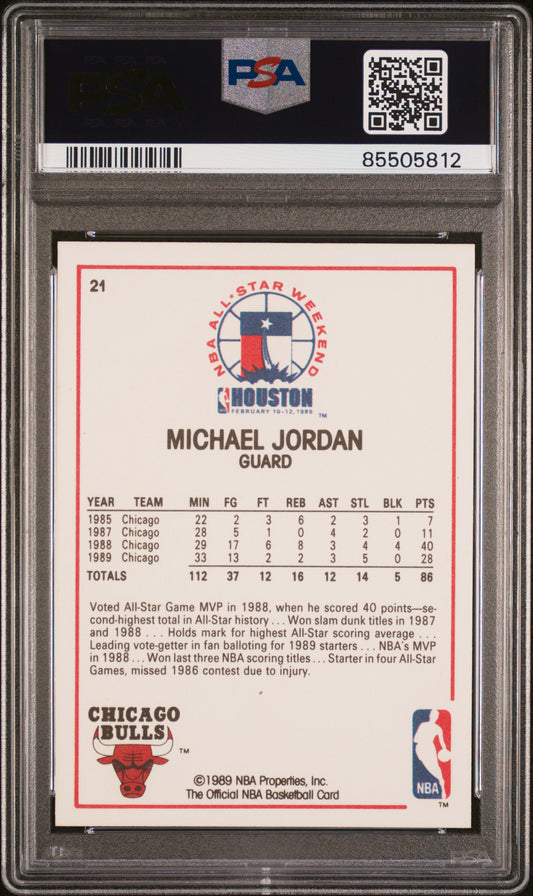 PSA
PSA
85505812
21
NBA ALL-STAR WEEKEND
HOUSTON
FEBRUARY 10-12, 1989
TM
MICHAEL JORDAN
GUARD
YEAR TEAM MIN FG FT REB AST STL BLK PTS
1985 Chicago 22 2 3 6 2 3 1 7
1987 Chicago 28 5 1 0 4 2 0 11
1988 Chicago 29 17 6 8 3 4 4 40
1989 Chicago 33 13 2 2 3 5 0 28
TOTALS 112 37 12 16 12 14 5 86
Voted All-Star Game MVP in 1988, when he scored 40 points—se-
cond-highest total in All-Star history . . . Won slam dunk titles in 1987
and 1988 . . . Holds mark for highest All-Star scoring average . . .
Leading vote-getter in fan balloting for 1989 starters . . . NBA's MVP
in 1988 . . . Won last three NBA scoring titles . . . Starter in four All-Star
Games, missed 1986 contest due to injury.
CHICAGO
BULLS
TM
©1989 NBA Properties, Inc.
The Official NBA Basketball Card
NBA
TM
PSA